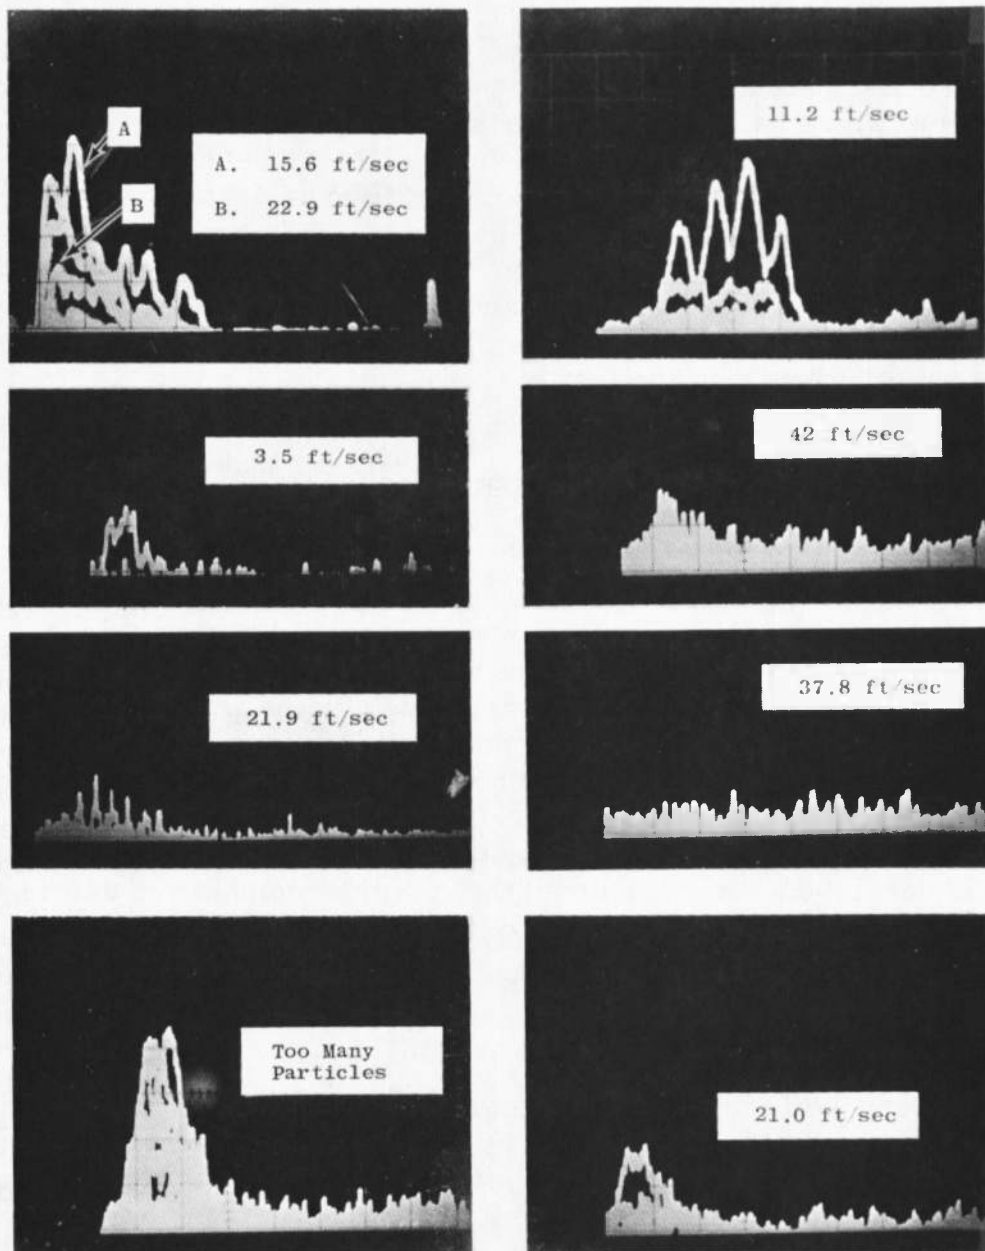 A
B
A. 15.6 ft/sec
B. 22.9 ft/sec
11.2 ft/sec
3.5 ft/sec
42 ft/sec
21.9 ft/sec
37.8 ft/sec
Too Many
Particles
21.0 ft/sec